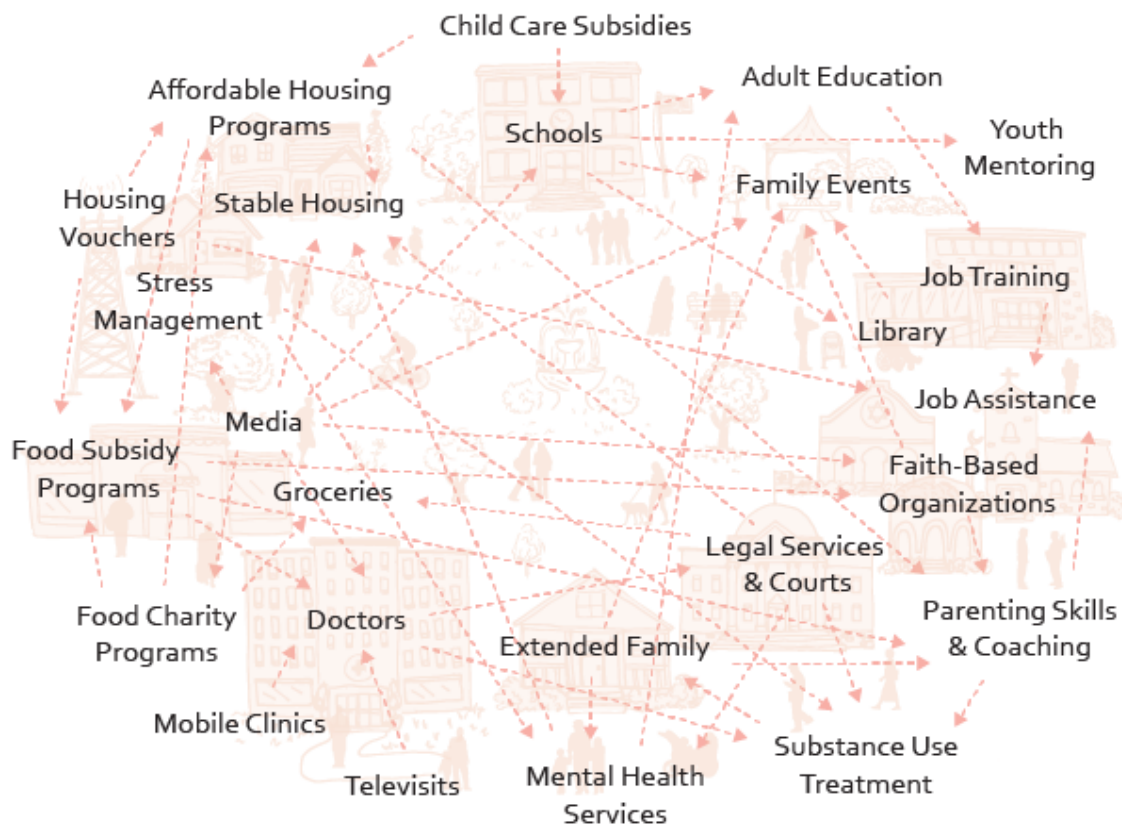 Child Care Subsidies
Affordable Housing
Programs
Schools
Adult Education
Youth
Mentoring
Family Events
Housing
Vouchers
Stable Housing
Stress
Management
Job Training
Library
Media
Job Assistance
Food Subsidy
Programs
Groceries
Faith-Based
Organizations
Legal Services
& Courts
Food Charity
Programs
Doctors
Extended Family
Parenting Skills
& Coaching
Mobile Clinics
Televisits
Mental Health
Services
Substance Use
Treatment